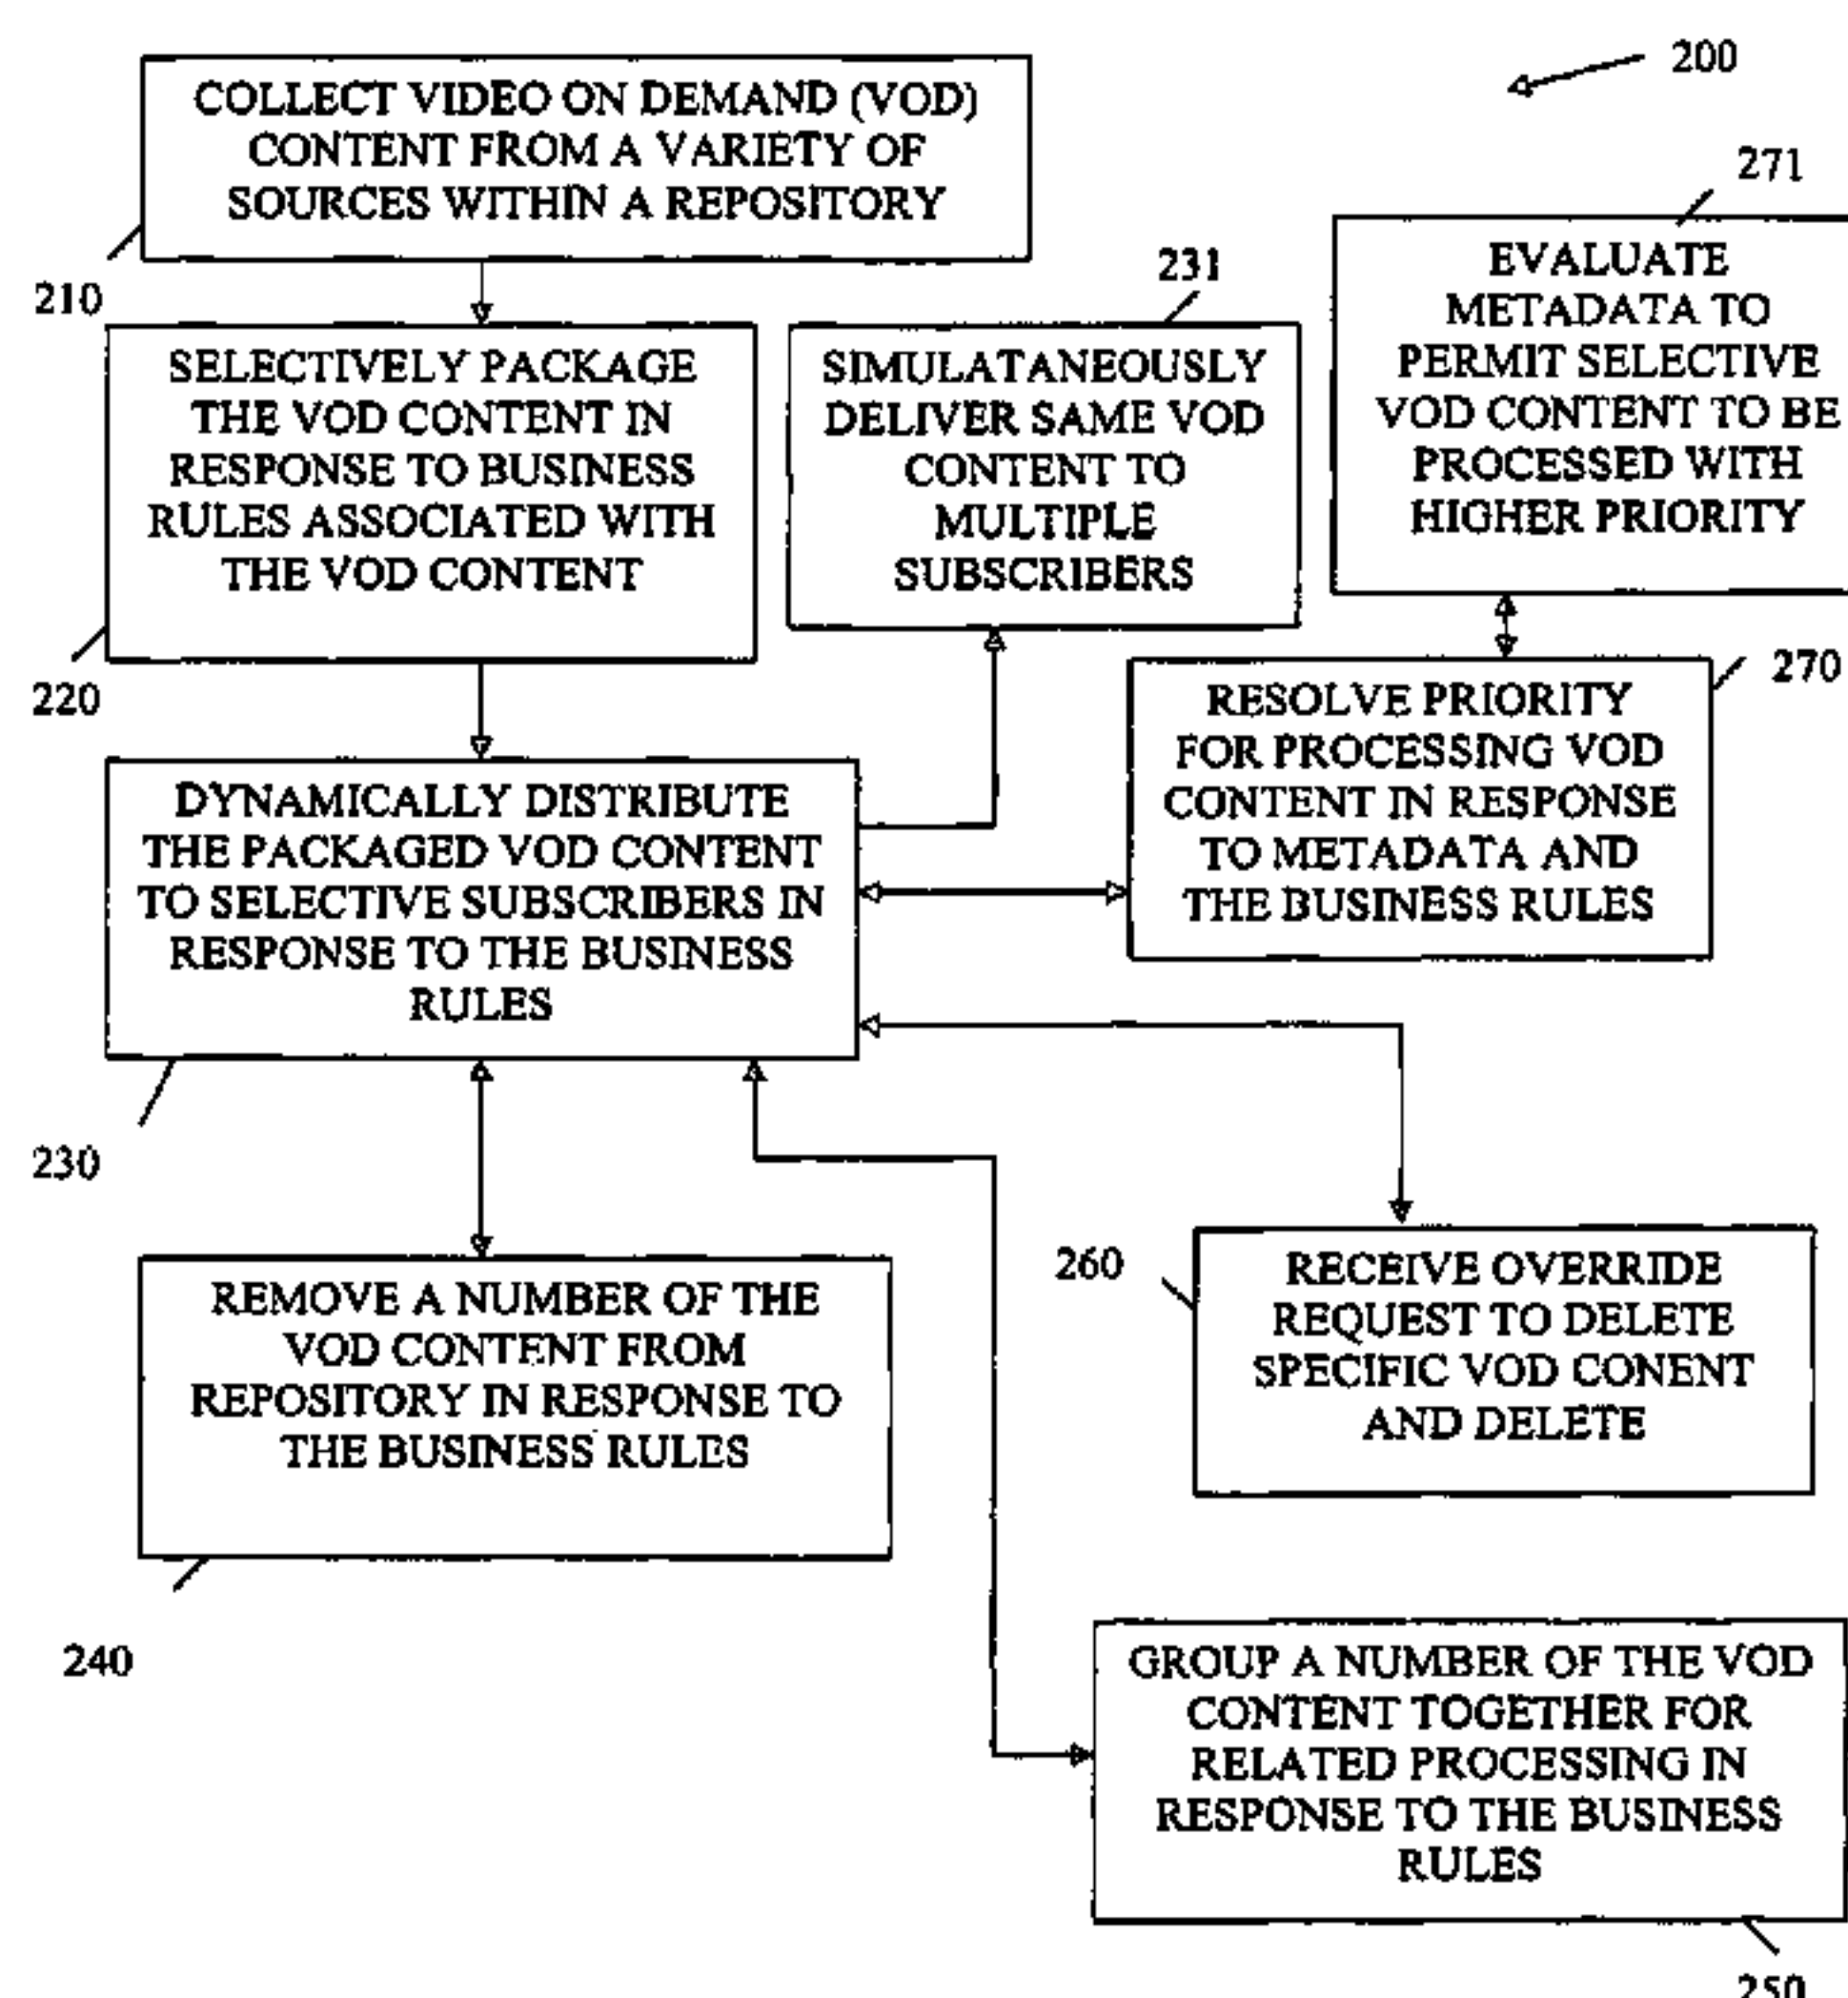 200
COLLECT VIDEO ON DEMAND (VOD)
CONTENT FROM A VARIETY OF
SOURCES WITHIN A REPOSITORY
210
271
EVALUATE
METADATA TO
PERMIT SELECTIVE
VOD CONTENT TO BE
PROCESSED WITH
HIGHER PRIORITY
231
SIMULATANEOUSLY
DELIVER SAME VOD
CONTENT TO
MULTIPLE
SUBSCRIBERS
SELECTIVELY PACKAGE
THE VOD CONTENT IN
RESPONSE TO BUSINESS
RULES ASSOCIATED WITH
THE VOD CONTENT
220
270
RESOLVE PRIORITY
FOR PROCESSING VOD
CONTENT IN RESPONSE
TO METADATA AND
THE BUSINESS RULES
DYNAMICALLY DISTRIBUTE
THE PACKAGED VOD CONTENT
TO SELECTIVE SUBSCRIBERS IN
RESPONSE TO THE BUSINESS
RULES
230
REMOVE A NUMBER OF THE
VOD CONTENT FROM
REPOSITORY IN RESPONSE TO
THE BUSINESS RULES
240
260
RECEIVE OVERRIDE
REQUEST TO DELETE
SPECIFIC VOD CONENT
AND DELETE
GROUP A NUMBER OF THE VOD
CONTENT TOGETHER FOR
RELATED PROCESSING IN
RESPONSE TO THE BUSINESS
RULES
250